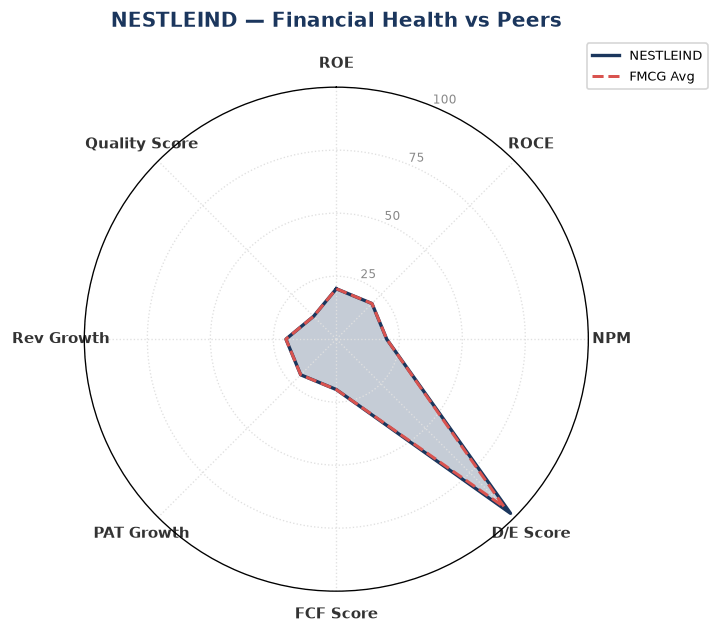 NESTLEIND — Financial Health vs Peers
NESTLEIND
FMCG Avg
ROE
100
Quality Score
ROCE
75
50
25
Rev Growth
NPM
PAT Growth
D/E Score
FCF Score